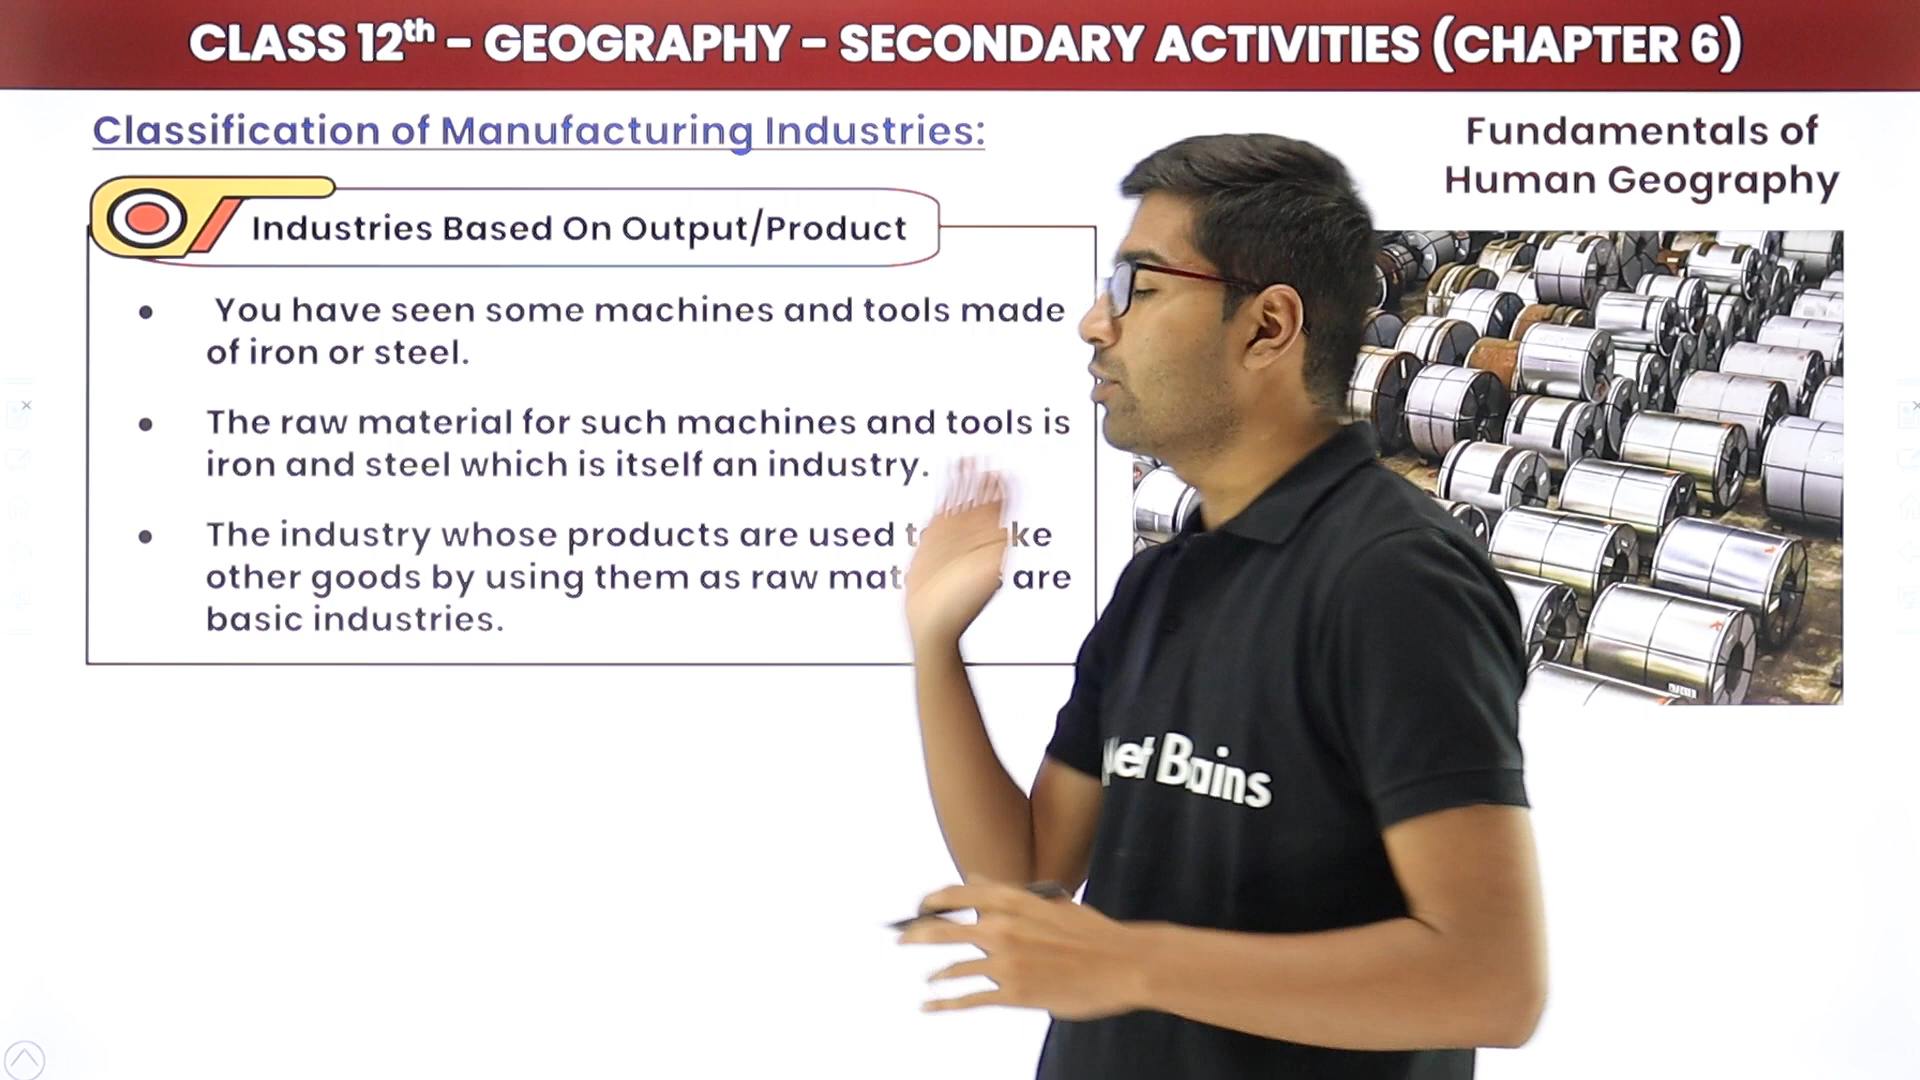 CLASS 12th - GEOGRAPHY - SECONDARY ACTIVITIES (CHAPTER 6)
Classification of Manufacturing Industries:
Fundamentals of
Human Geography
Industries Based On Output/Product
• You have seen some machines and tools made
of iron or steel.
• The raw material for such machines and tools is
iron and steel which is itself an industry.
• The industry whose products are used
other goods by using them as raw are
basic industries.
Brains